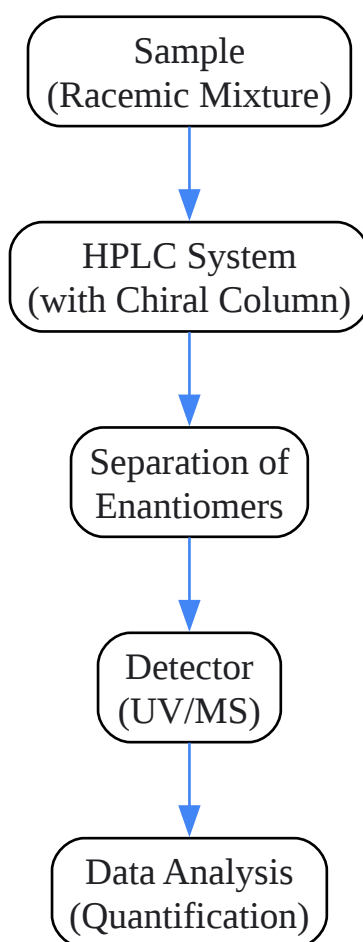 Sample
(Racemic Mixture)
HPLC System
(with Chiral Column)
Separation of
Enantiomers
Detector
(UV/MS)
Data Analysis
(Quantification)